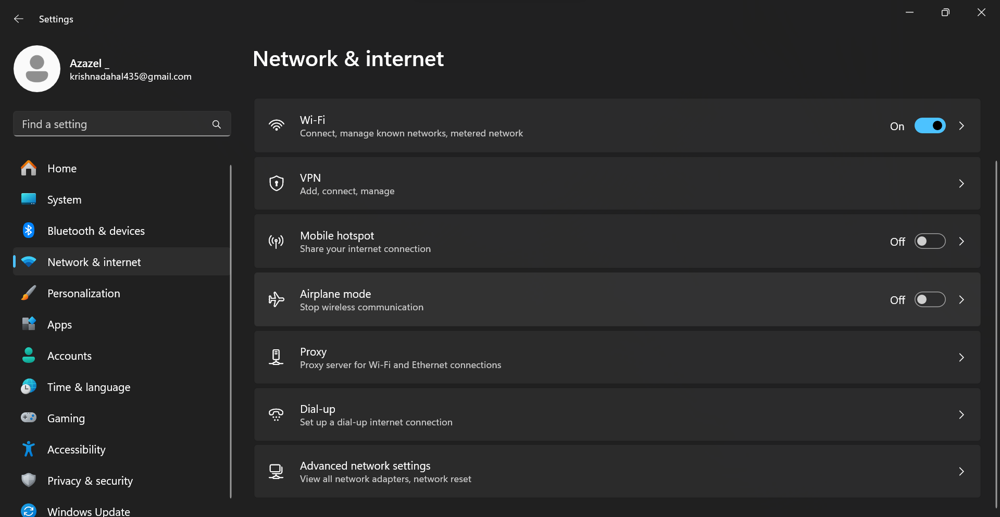 Settings
Azazel _
krishnadahal435@gmail.com
Find a setting
Home
System
Bluetooth & devices
Network & internet
Personalization
Apps
Accounts
Time & language
Gaming
Accessibility
Privacy & security
Windows Update
Network & internet
Wi-Fi
Connect, manage known networks, metered network
On
VPN
Add, connect, manage
Mobile hotspot
Share your internet connection
Off
Airplane mode
Stop wireless communication
Off
Proxy
Proxy server for Wi-Fi and Ethernet connections
Dial-up
Set up a dial-up internet connection
Advanced network settings
View all network adapters, network reset